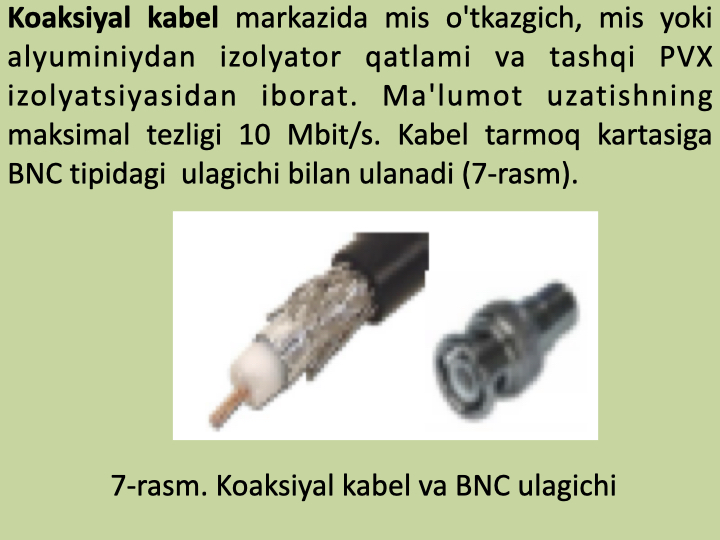 Koaksiyal kabel markazida mis o'tkazgich, mis yoki
alyuminiydan izolyator qatlami va tashqi PVX
izolyatsiyasidan iborat. Ma'lumot uzatishning
maksimal tezligi 10 Mbit/s. Kabel tarmoq kartasiga
BNC tipidagi  ulagichi bilan ulanadi (7-rasm).
7-rasm. Koaksiyal kabel va BNC ulagichi